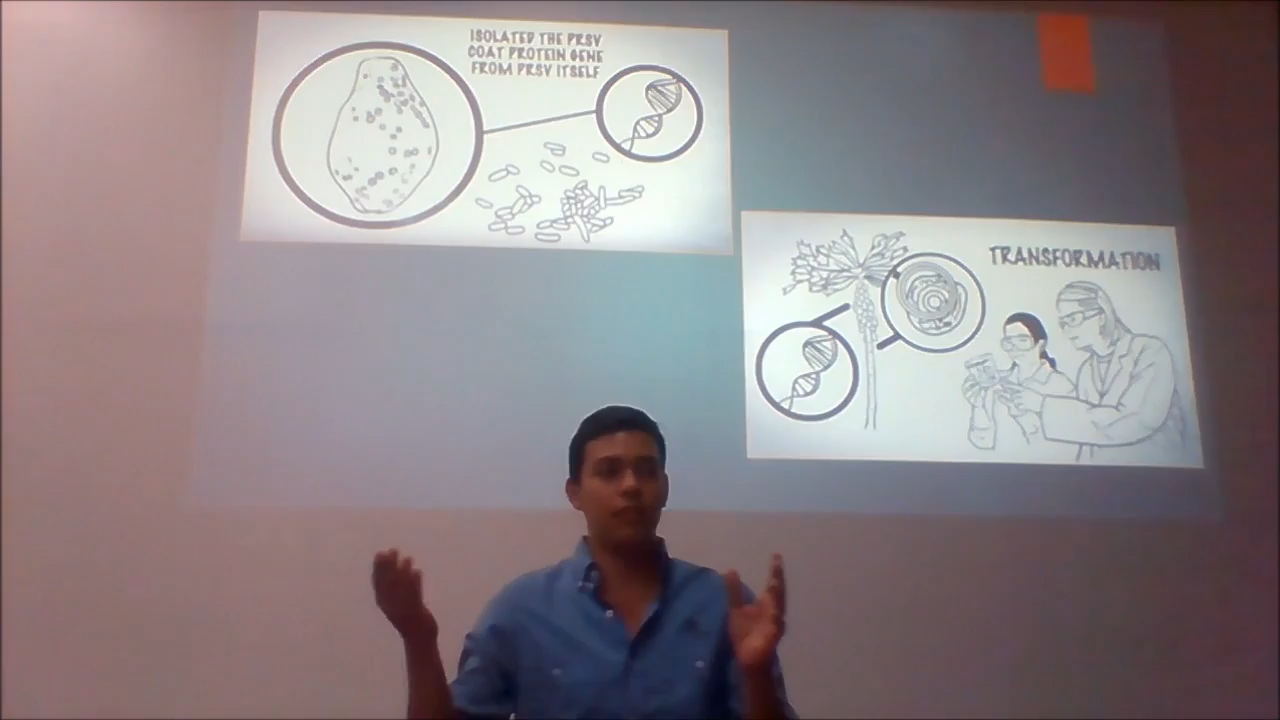 ISOLATED THE PRSV
COAT PROTEIN GENE
FROM PRSV ITSELF
TRANSFORMATION